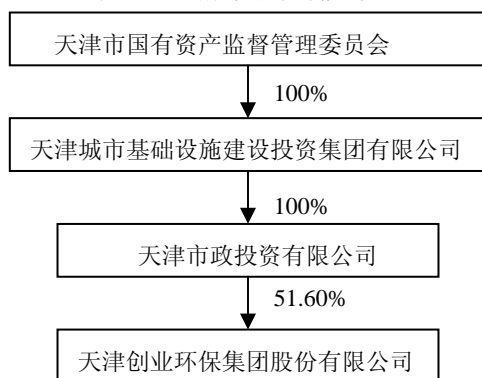 天津市国有资产监督管理委员会
100%
天津城市基础设施建设投资集团有限公司
100%
天津市政投资有限公司
51.60%
天津创业环保集团股份有限公司